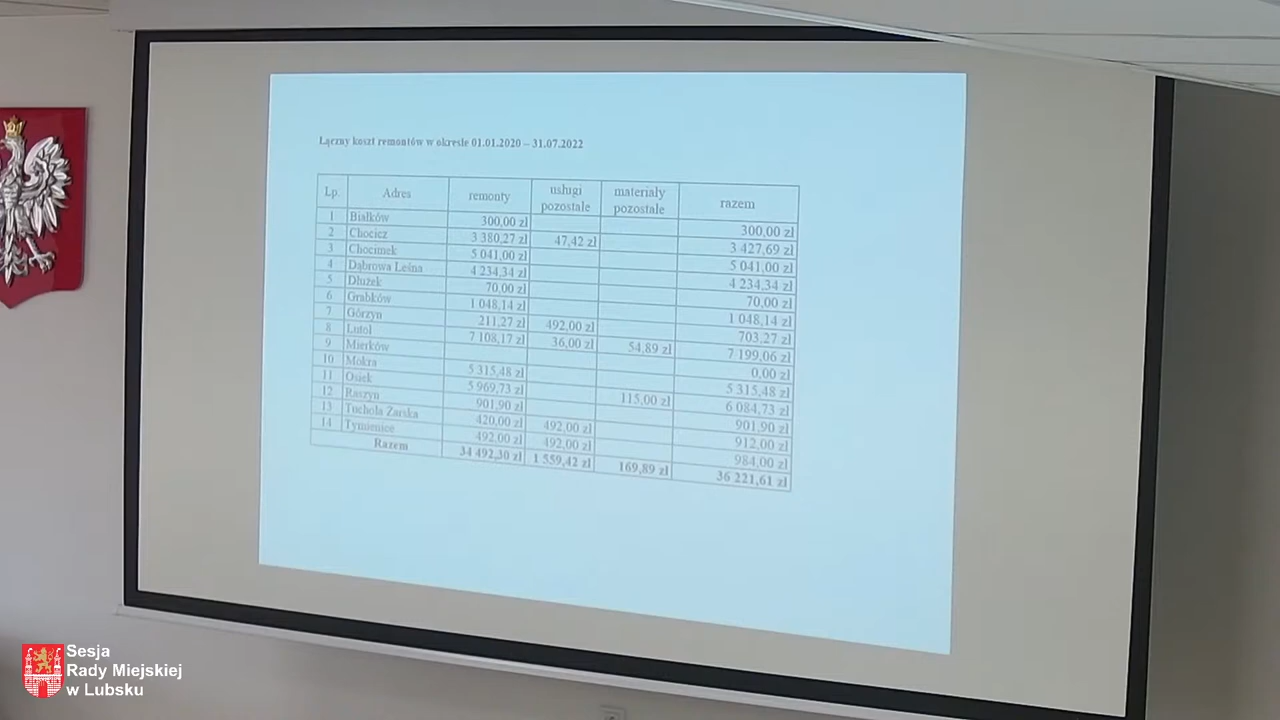 Łączny koszt remontów w okresie 01.01.2020 – 31.07.2022
Lp. Adres remonty usługi pozostałe materiały pozostałe razem
1 Białków 300,00 zł 300,00 zł
2 Chocicz 3 380,27 zł 47,42 zł 3 427,69 zł
3 Chocimek 5 041,00 zł 5 041,00 zł
4 Dąbrowa Leśna 4 234,34 zł 4 234,34 zł
5 Dłużek 70,00 zł 70,00 zł
6 Grabków 1 048,14 zł 1 048,14 zł
7 Górzyn 211,27 zł 492,00 zł 703,27 zł
8 Lutol 7 108,17 zł 36,00 zł 54,89 zł 7 199,06 zł
9 Mierków 0,00 zł
10 Mokra 5 315,48 zł 5 315,48 zł
11 Osiek 5 969,73 zł 115,00 zł 6 084,73 zł
12 Raszyn 901,90 zł 901,90 zł
13 Tuchola Żarska 420,00 zł 492,00 zł 912,00 zł
14 Tymienice 492,00 zł 492,00 zł 984,00 zł
Razem 34 492,30 zł 1 559,42 zł 169,89 zł 36 221,61 zł
Sesja
Rady Miejskiej
w Lubsku